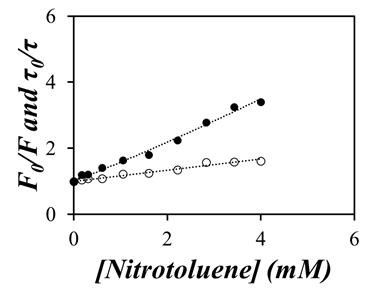 F0/F and τ0/τ
6
4
2
0
0 2 4 6
[Nitrotoluene] (mM)